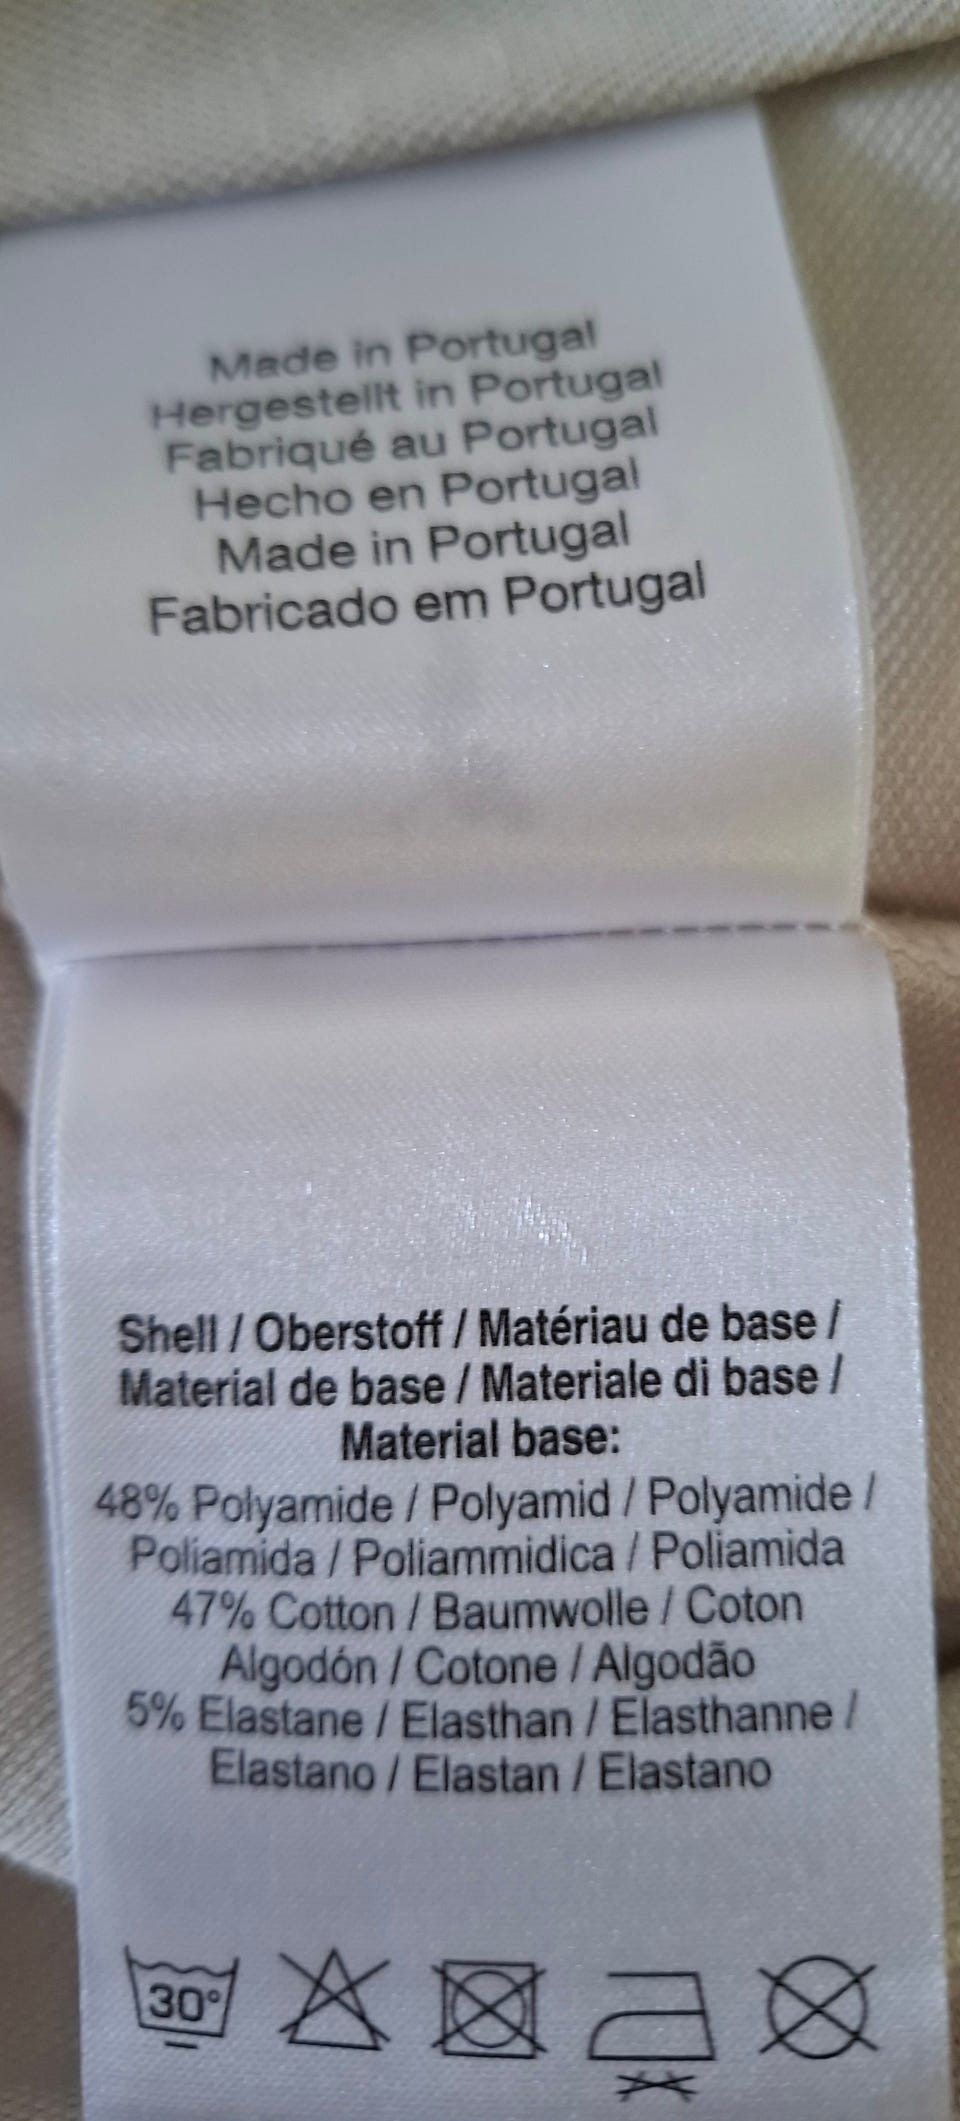 Made in Portugal
Hergestellt in Portugal
Fabriqué au Portugal
Hecho en Portugal
Made in Portugal
Fabricado em Portugal
Shell / Oberstoff / Matériau de base /
Material de base / Materiale di base /
Material base:
48% Polyamide / Polyamid / Polyamide /
Poliamida / Poliammidica / Poliamida
47% Cotton / Baumwolle / Coton
Algodón / Cotone / Algodão
5% Elastane / Elasthan / Elasthanne /
Elastano / Elastan / Elastano
30°